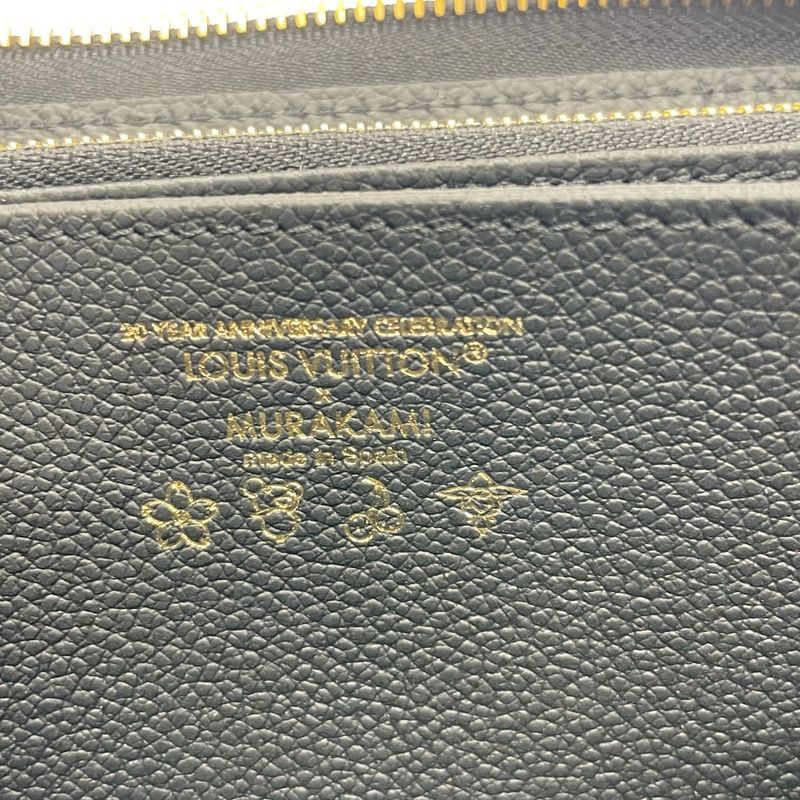 20 YEAR ANNIVERSARY CELEBRATION
LOUIS VUITTON®
x
MURAKAMI
made in Spain